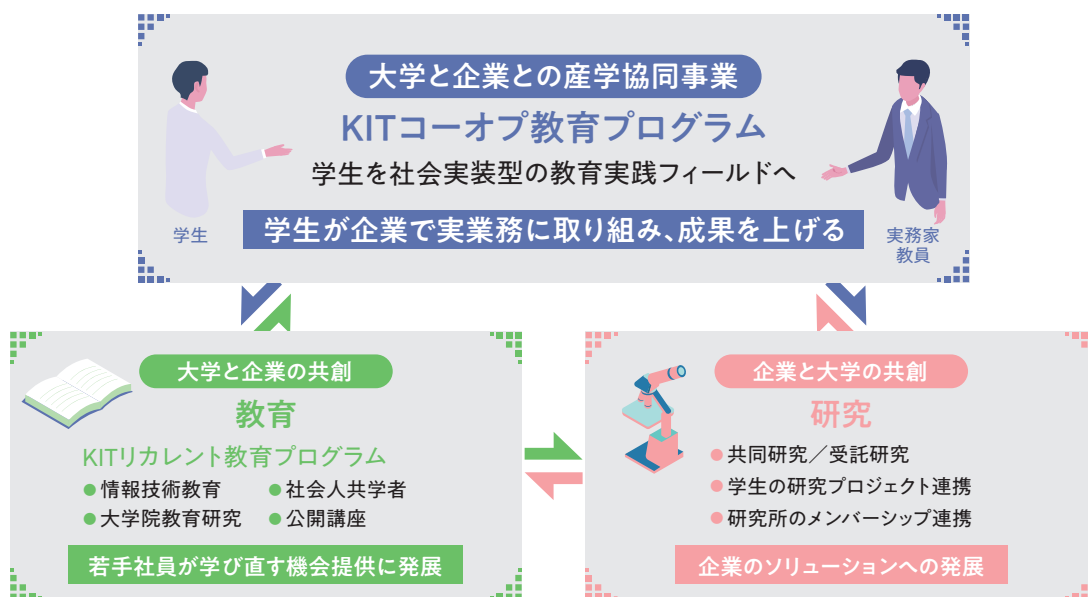 大学と企業との産学協同事業
KITコーオプ教育プログラム
学生を社会実装型の教育実践フィールドへ
学生が企業で実業務に取り組み、成果を上げる
学生
実務家
教員
大学と企業の共創
教育
KITリカレント教育プログラム
●情報技術教育 ●社会人共学者
●大学院教育研究 ●公開講座
若手社員が学び直す機会提供に発展
企業と大学の共創
研究
●共同研究／受託研究
●学生の研究プロジェクト連携
●研究所のメンバーシップ連携
企業のソリューションへの発展